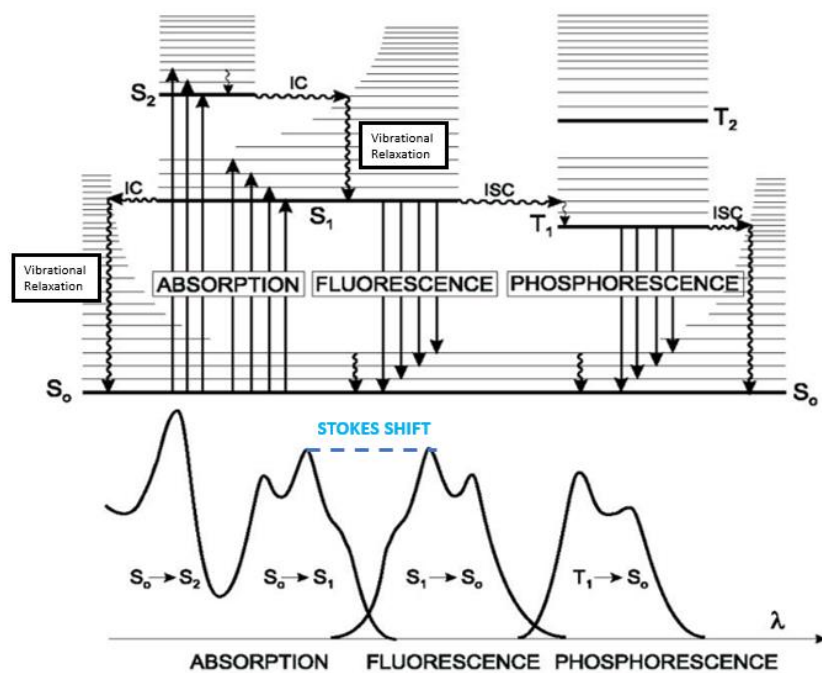 IC
S₂
T₂
Vibrational
Relaxation
IC
ISC
S₁
T₁
ISC
Vibrational
Relaxation
ABSORPTION
FLUORESCENCE
PHOSPHORESCENCE
Sₒ
Sₒ
STOKES SHIFT
Sₒ→S₂
Sₒ→S₁
S₁→Sₒ
T₁→Sₒ
λ
ABSORPTION
FLUORESCENCE
PHOSPHORESCENCE